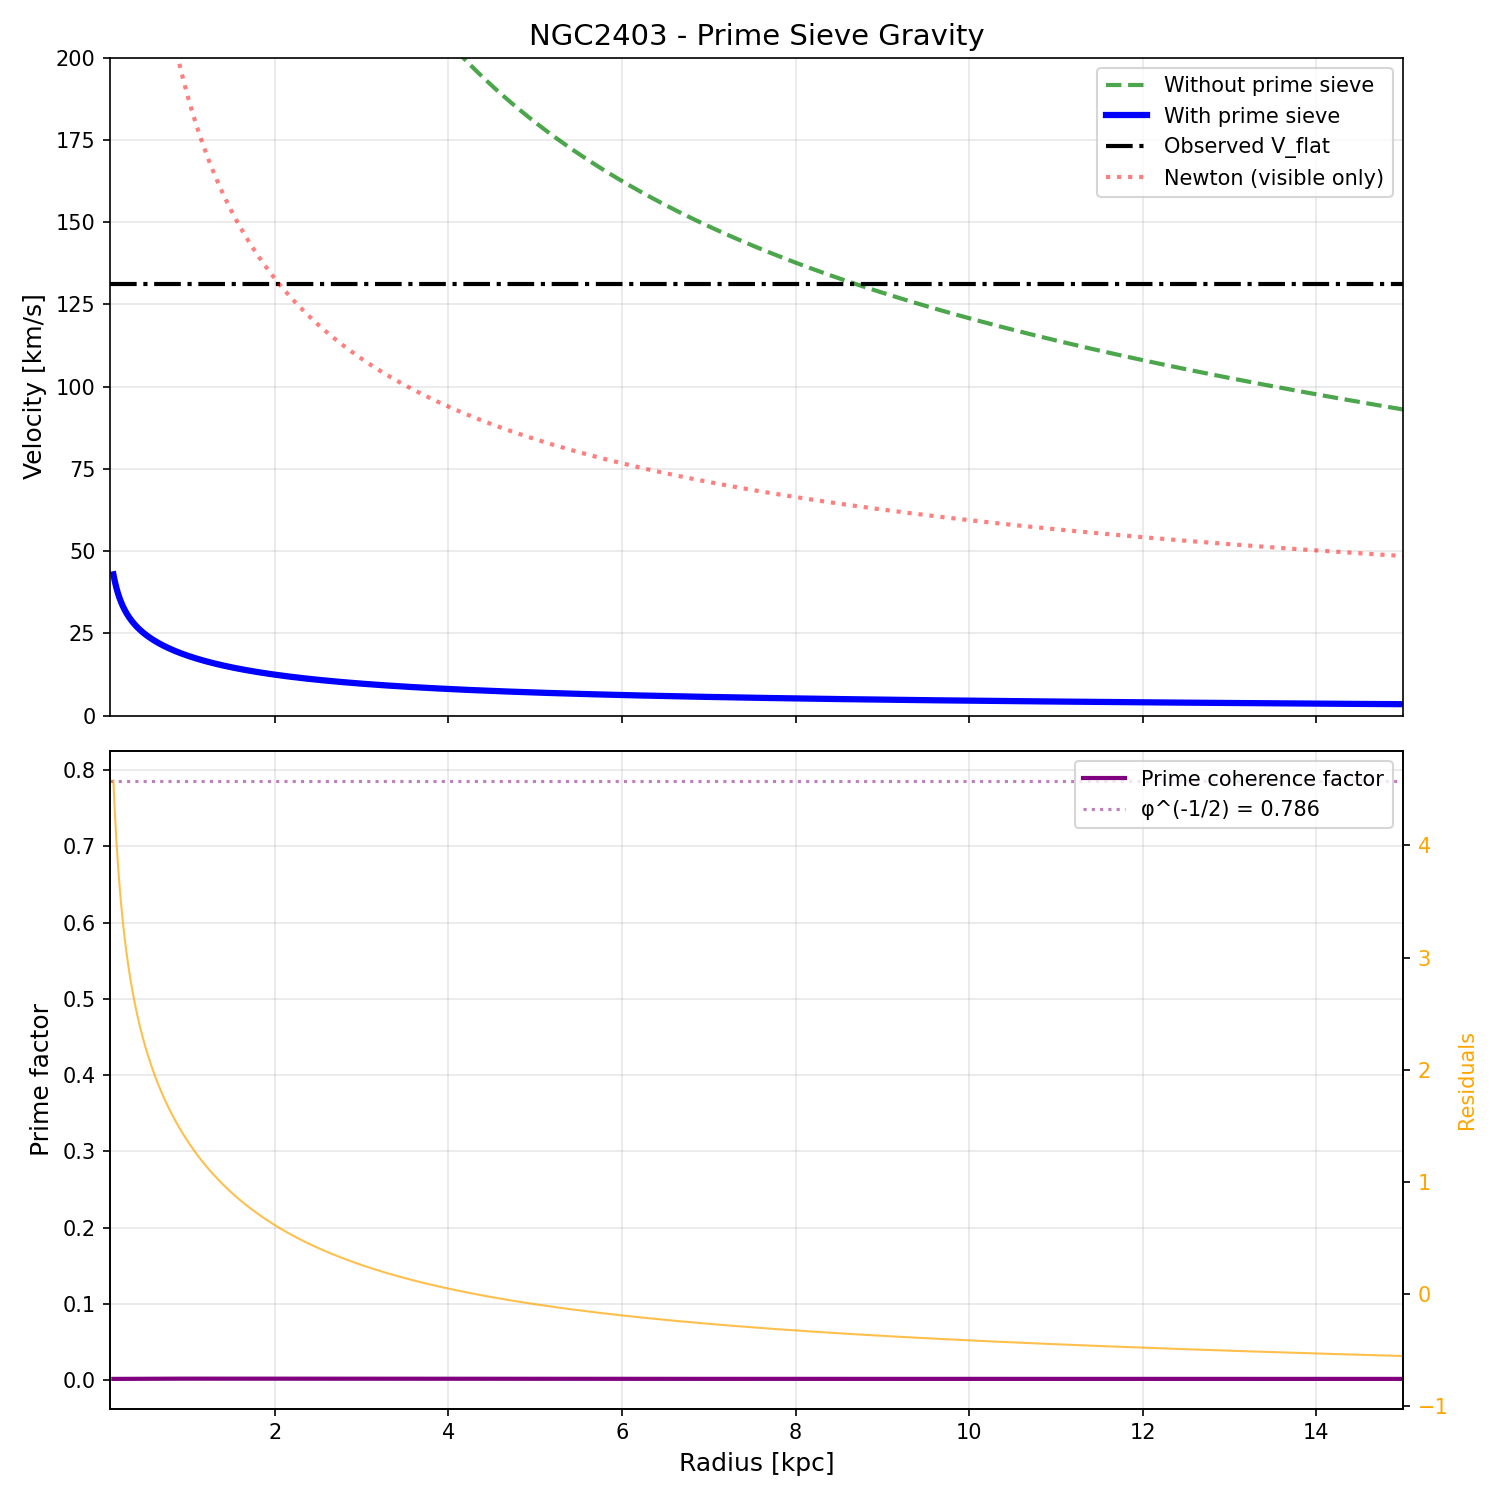 NGC2403 - Prime Sieve Gravity
200
175
150
125
100
75
50
25
0
Velocity [km/s]
Without prime sieve
With prime sieve
Observed V_flat
Newton (visible only)
0.8
0.7
0.6
0.5
0.4
0.3
0.2
0.1
0.0
Prime factor
Prime coherence factor
φ^(-1/2) = 0.786
4
3
2
1
0
−1
Residuals
2 4 6 8 10 12 14
Radius [kpc]